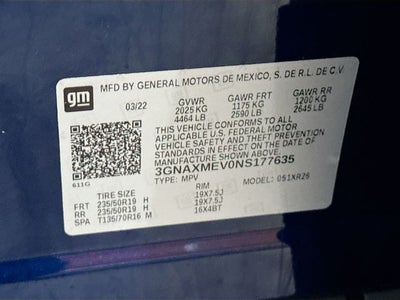 gm MFD BY GENERAL MOTORS DE MEXICO, S. DE R.L. DE C.V
03/22 GVWR GAWR FRT GAWR RR
2025 KG 1175 KG 1200 KG
4464 LB 2590 LB 2645 LB
THIS VEHICLE CONFORMS TO ALL
APPLICABLE U.S. FEDERAL MOTOR
VEHICLE SAFETY AND THEFT PREVENTION
STANDARDS IN EFFECT ON THE DATE OF
MANUFACTURE SHOWN ABOVE.
3GNAXMEV0NS177635
611G TYPE: MPV MODEL: 051XR26
TIRE SIZE RIM
FRT 235/50R19 H 19X7.5J
RR 235/50R19 H 19X7.5J
SPA T135/70R16 M 16X4BT